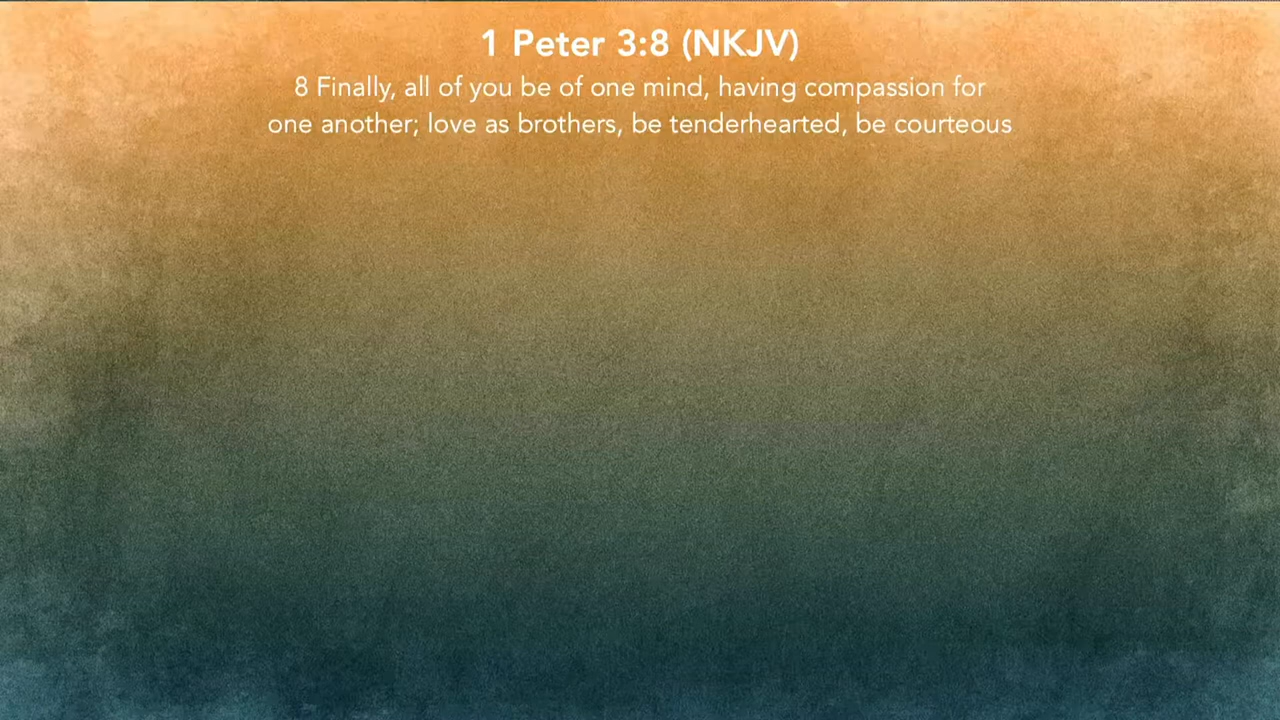 1 Peter 3:8 (NKJV)
8 Finally, all of you be of one mind, having compassion for
one another; love as brothers, be tenderhearted, be courteous